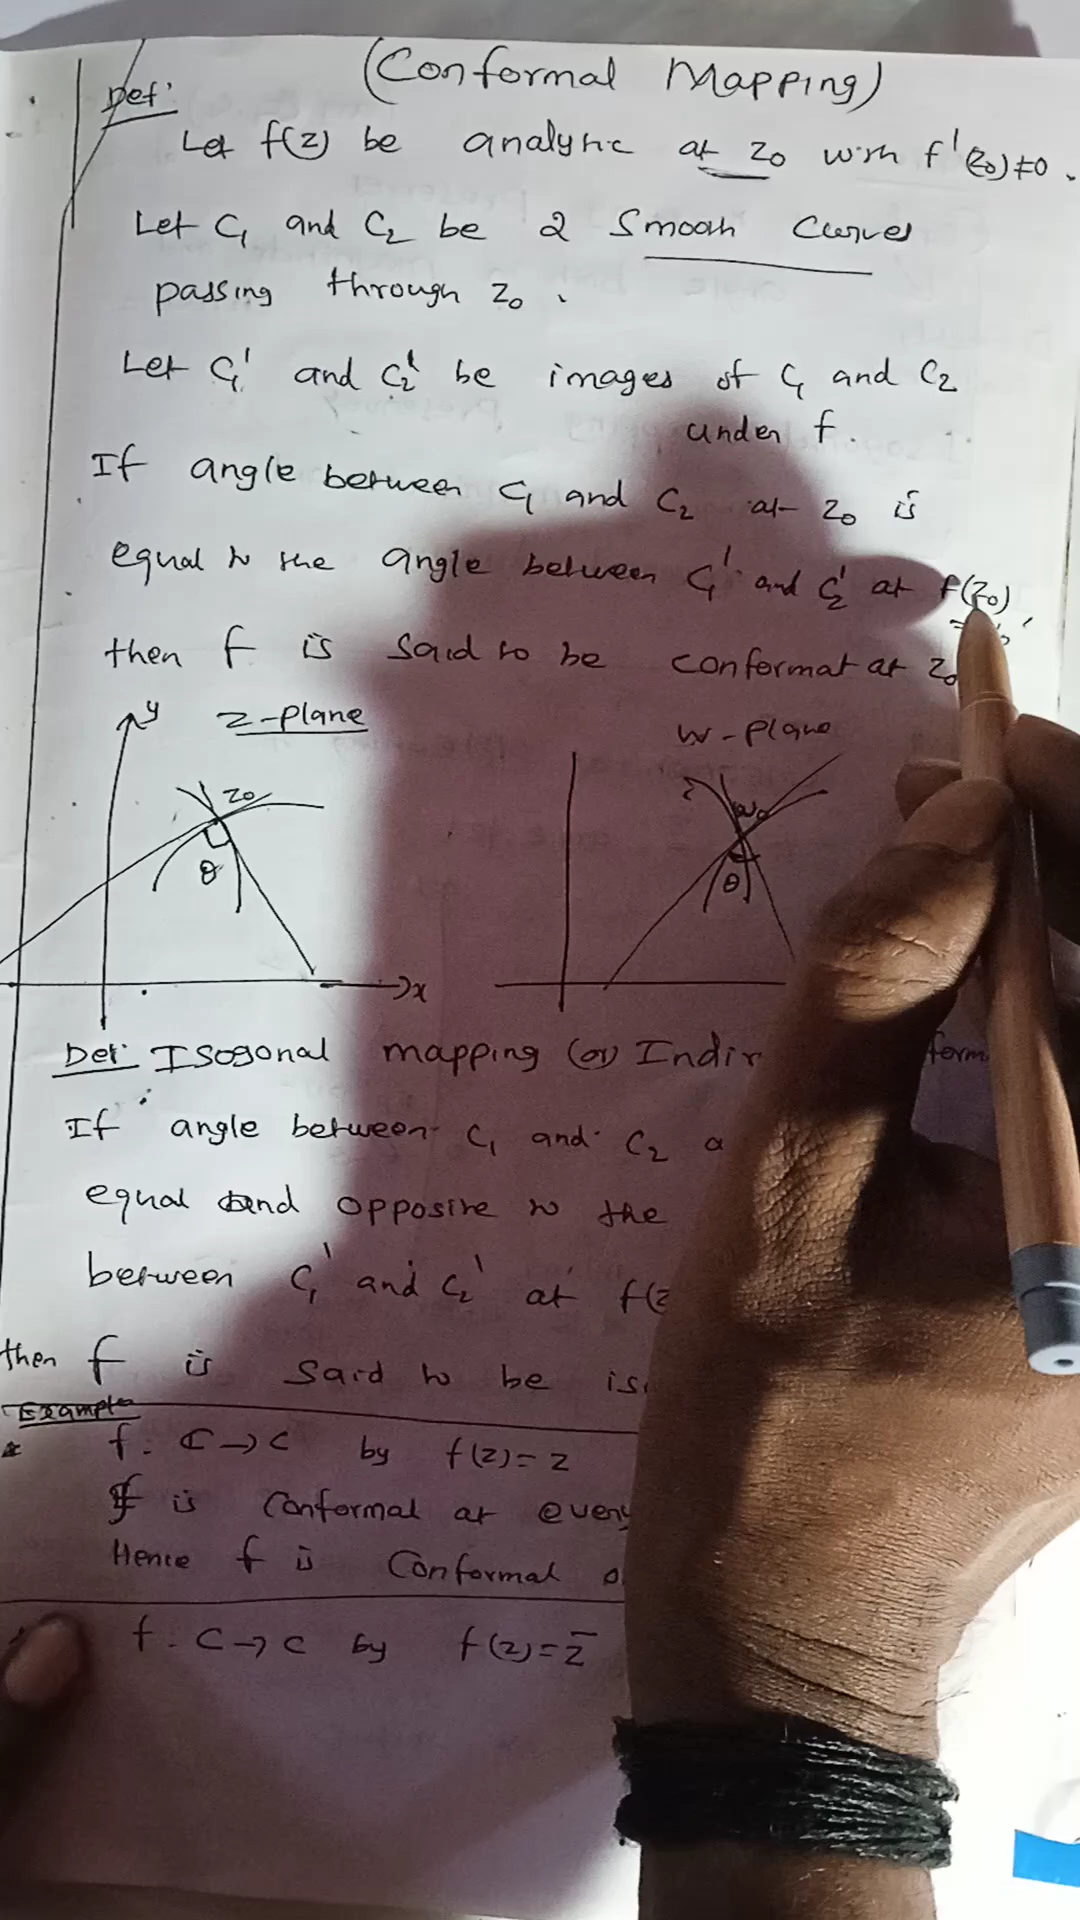 (Conformal Mapping)
Def:
Let f(z) be analytic at z₀ with f'(z₀)≠0.
Let C₁ and C₂ be 2 Smooth Curves
passing through z₀.
Let C₁' and C₂' be images of C₁ and C₂
under f.
If angle between C₁ and C₂ at z₀ is
equal to the angle between C₁' and C₂' at f(z₀)
then f is said to be conformal at z₀
y z-plane
w-plane
z₀
w₀
θ
θ
x
Def: Isogonal mapping (or)
If angle between C₁ and C₂
equal and opposite to the
between C₁' and C₂' at
then f is said to be
Example
f: C→C by f(z)=z
f is Conformal at every
Hence f is Conformal
f: C→C by f(z)=z̄